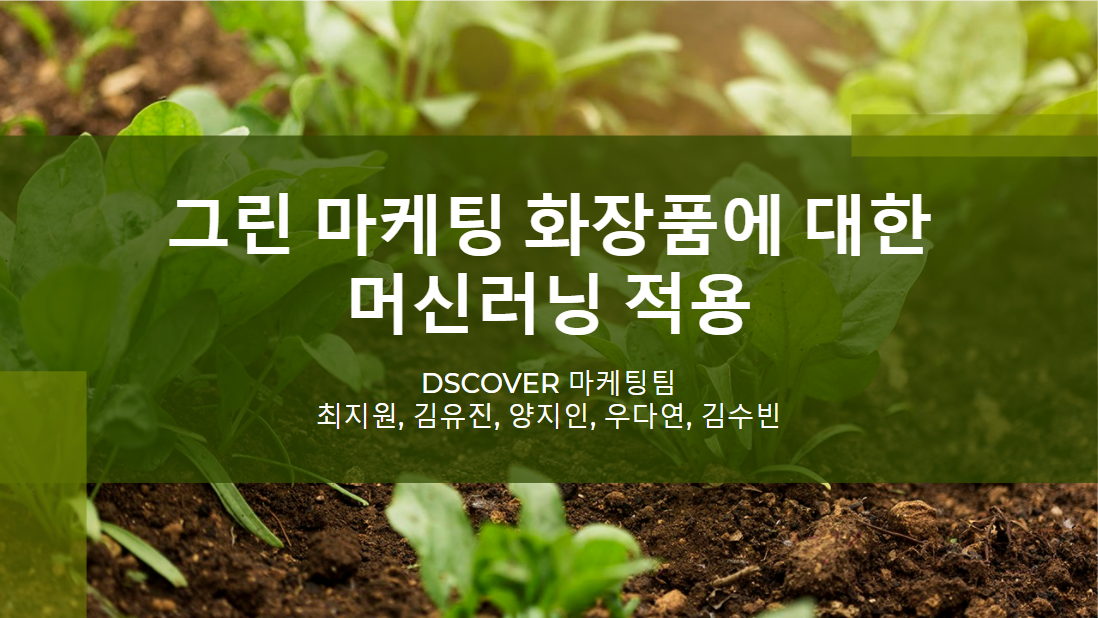 그린 마케팅 화장품에 대한
머신러닝 적용
DSCOVER 마케팅팀
최지원, 김유진, 양지인, 우다연, 김수빈